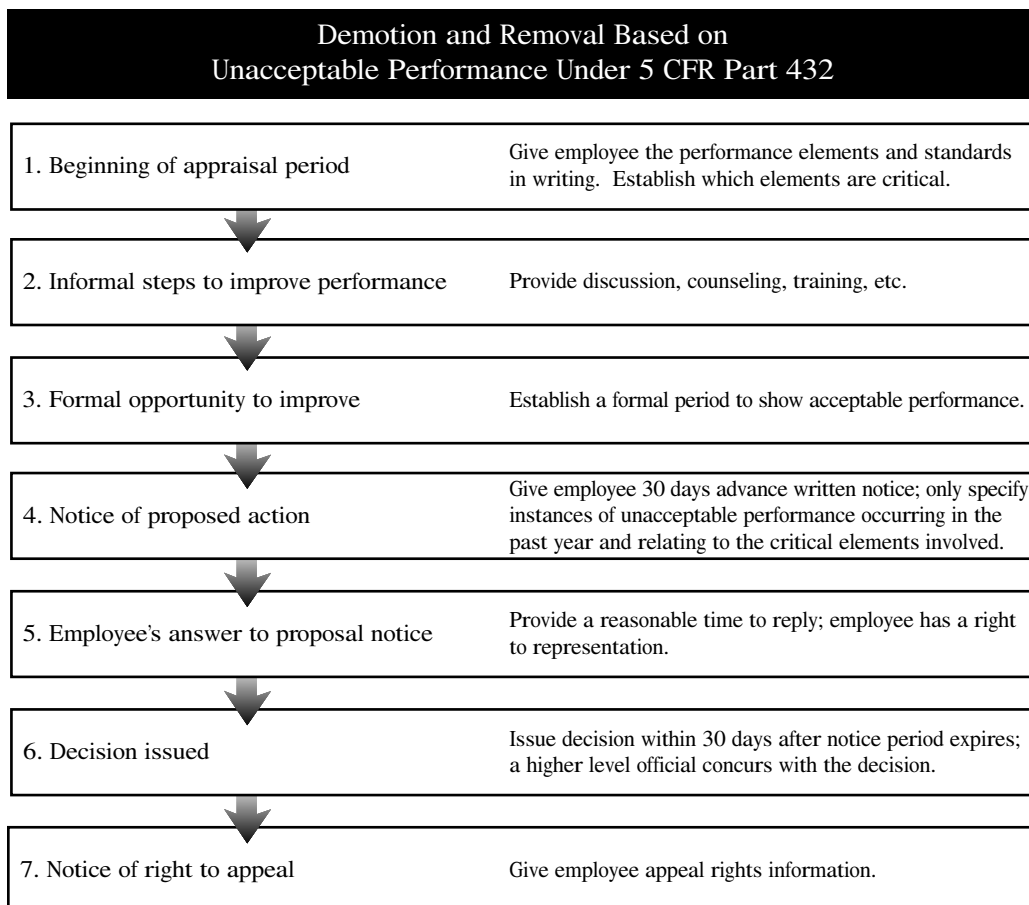 Demotion and Removal Based on
Unacceptable Performance Under 5 CFR Part 432
1. Beginning of appraisal period
Give employee the performance elements and standards
in writing.  Establish which elements are critical.
2. Informal steps to improve performance
Provide discussion, counseling, training, etc.
3. Formal opportunity to improve
Establish a formal period to show acceptable performance.
4. Notice of proposed action
Give employee 30 days advance written notice; only specify
instances of unacceptable performance occurring in the
past year and relating to the critical elements involved.
5. Employee's answer to proposal notice
Provide a reasonable time to reply; employee has a right
to representation.
6. Decision issued
Issue decision within 30 days after notice period expires;
a higher level official concurs with the decision.
7. Notice of right to appeal
Give employee appeal rights information.